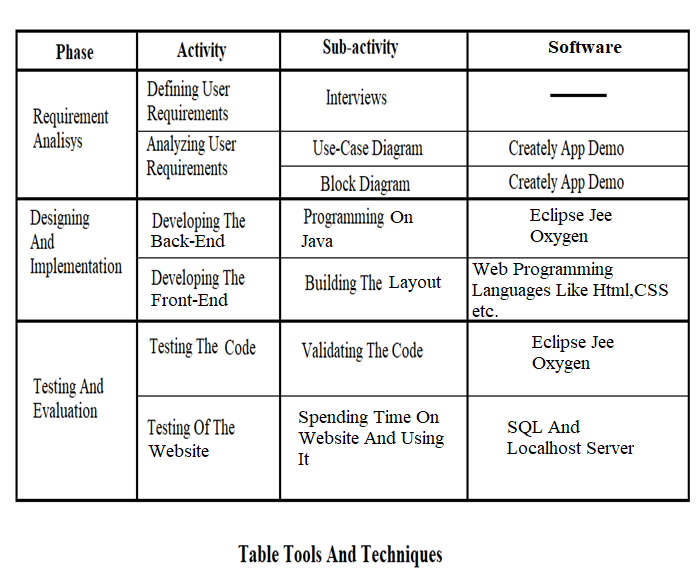 Phase
Activity
Sub-activity
Software
Requirement
Analisys
Defining User
Requirements
Interviews
Analyzing User
Requirements
Use-Case Diagram
Creately App Demo
Block Diagram
Creately App Demo
Designing
And
Implementation
Developing The
Back-End
Programming On
Java
Eclipse Jee
Oxygen
Developing The
Front-End
Building The Layout
Web Programming
Languages Like Html,CSS
etc.
Testing And
Evaluation
Testing The Code
Validating The Code
Eclipse Jee
Oxygen
Testing Of The
Website
Spending Time On
Website And Using
It
SQL And
Localhost Server
Table Tools And Techniques